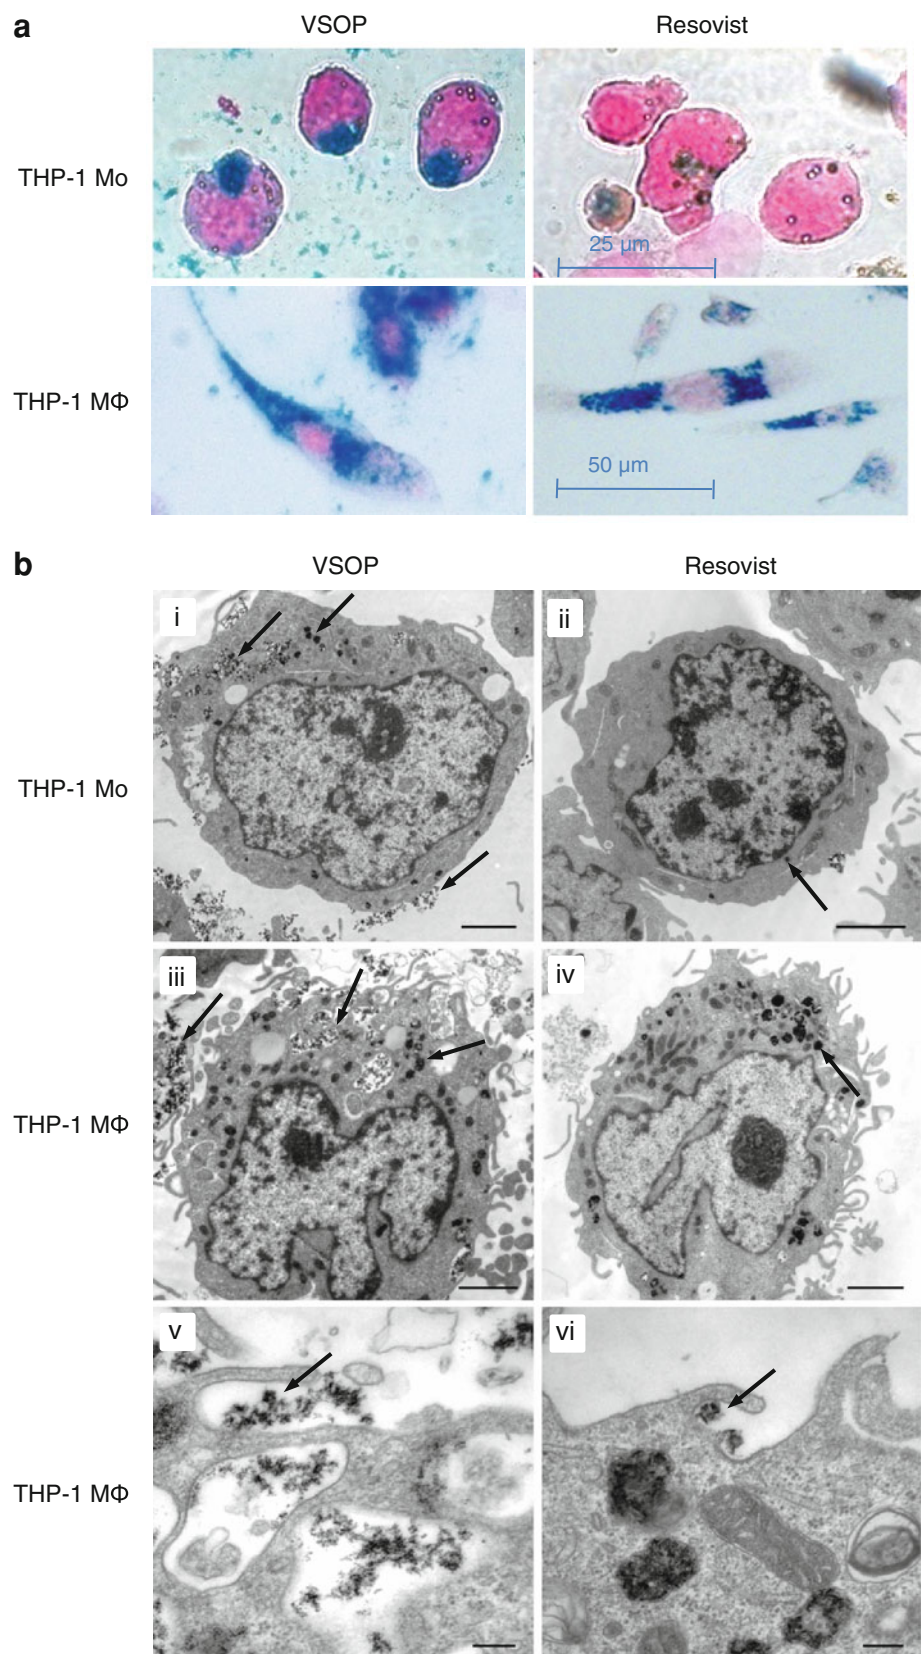 a
VSOP Resovist
THP-1 Mo
25 µm
THP-1 MΦ
50 µm
b
VSOP Resovist
i ii
THP-1 Mo
iii iv
THP-1 MΦ
v vi
THP-1 MΦ